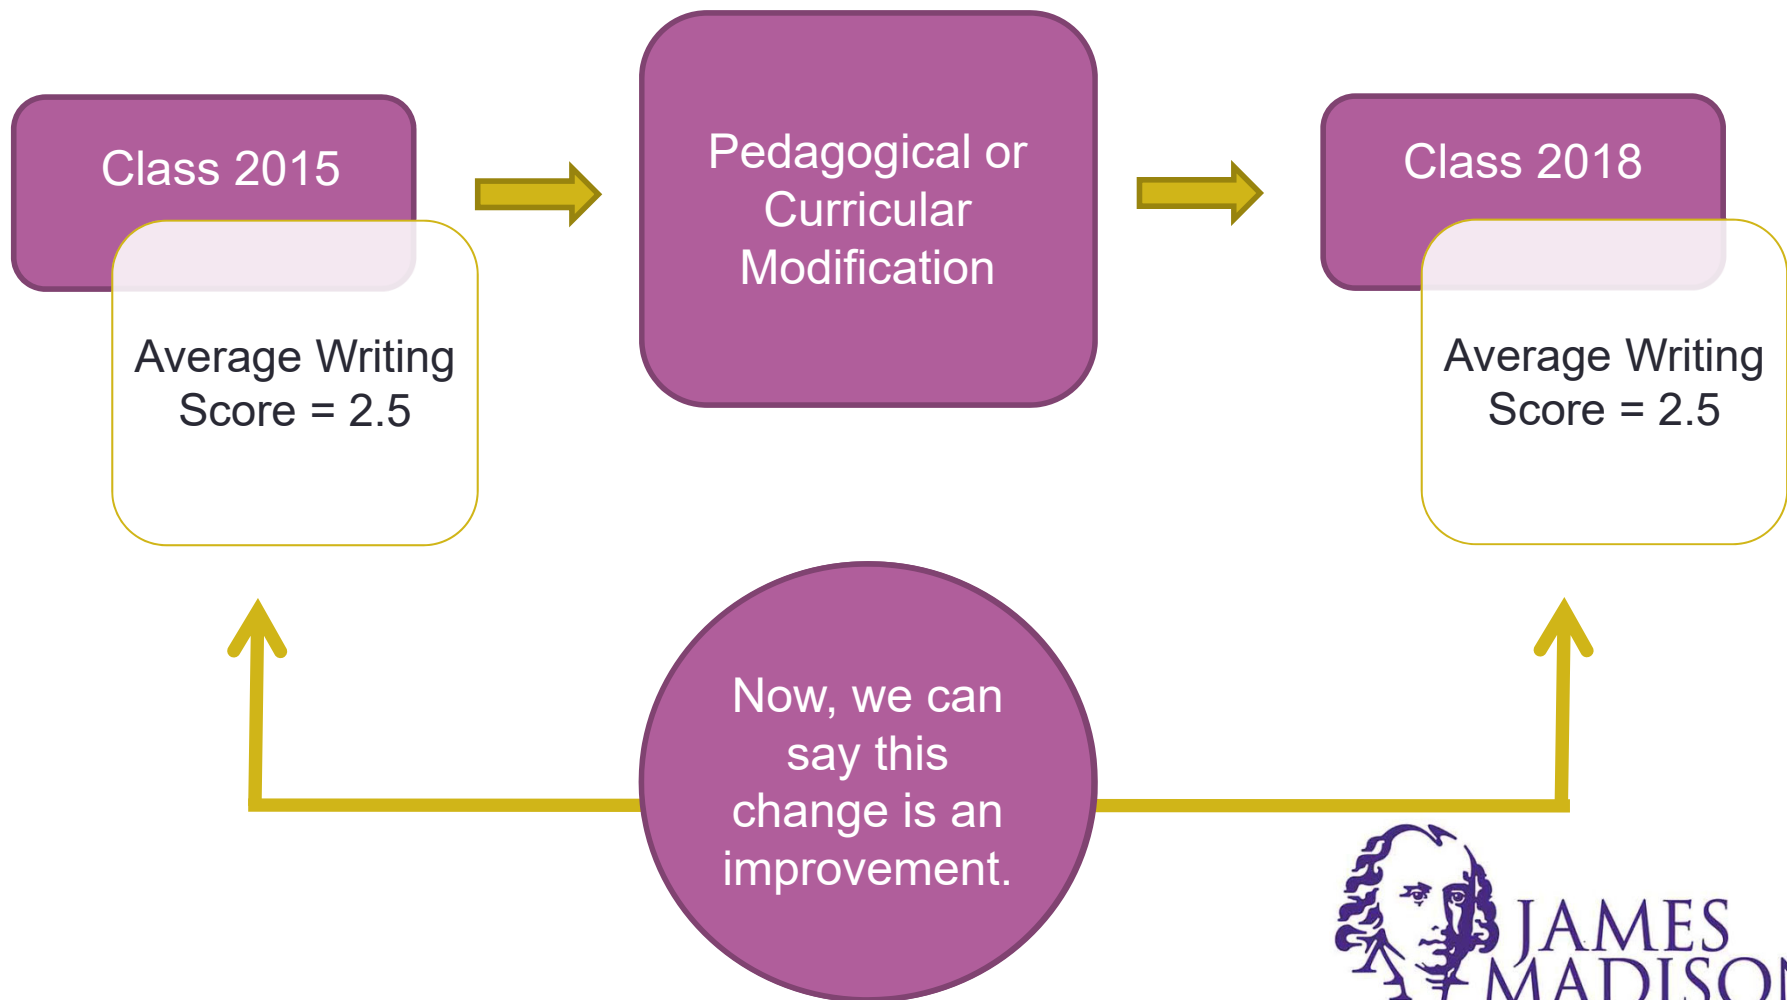 Class 2015
Average Writing
Score = 2.5
Pedagogical or
Curricular
Modification
Class 2018
Average Writing
Score = 2.5
Now, we can
say this
change is an
improvement.
JAMES
MADISON